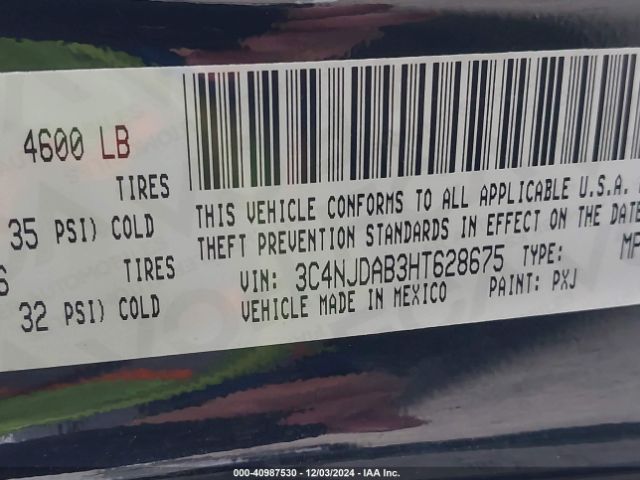 4600 LB
TIRES
35 PSI) COLD
TIRES
32 PSI) COLD
THIS VEHICLE CONFORMS TO ALL APPLICABLE U.S.A.
THEFT PREVENTION STANDARDS IN EFFECT ON THE DATE
VIN: 3C4NJDAB3HT628675 TYPE: MP
VEHICLE MADE IN MEXICO PAINT: PXJ
000-40987530 - 12/03/2024 - IAA Inc.